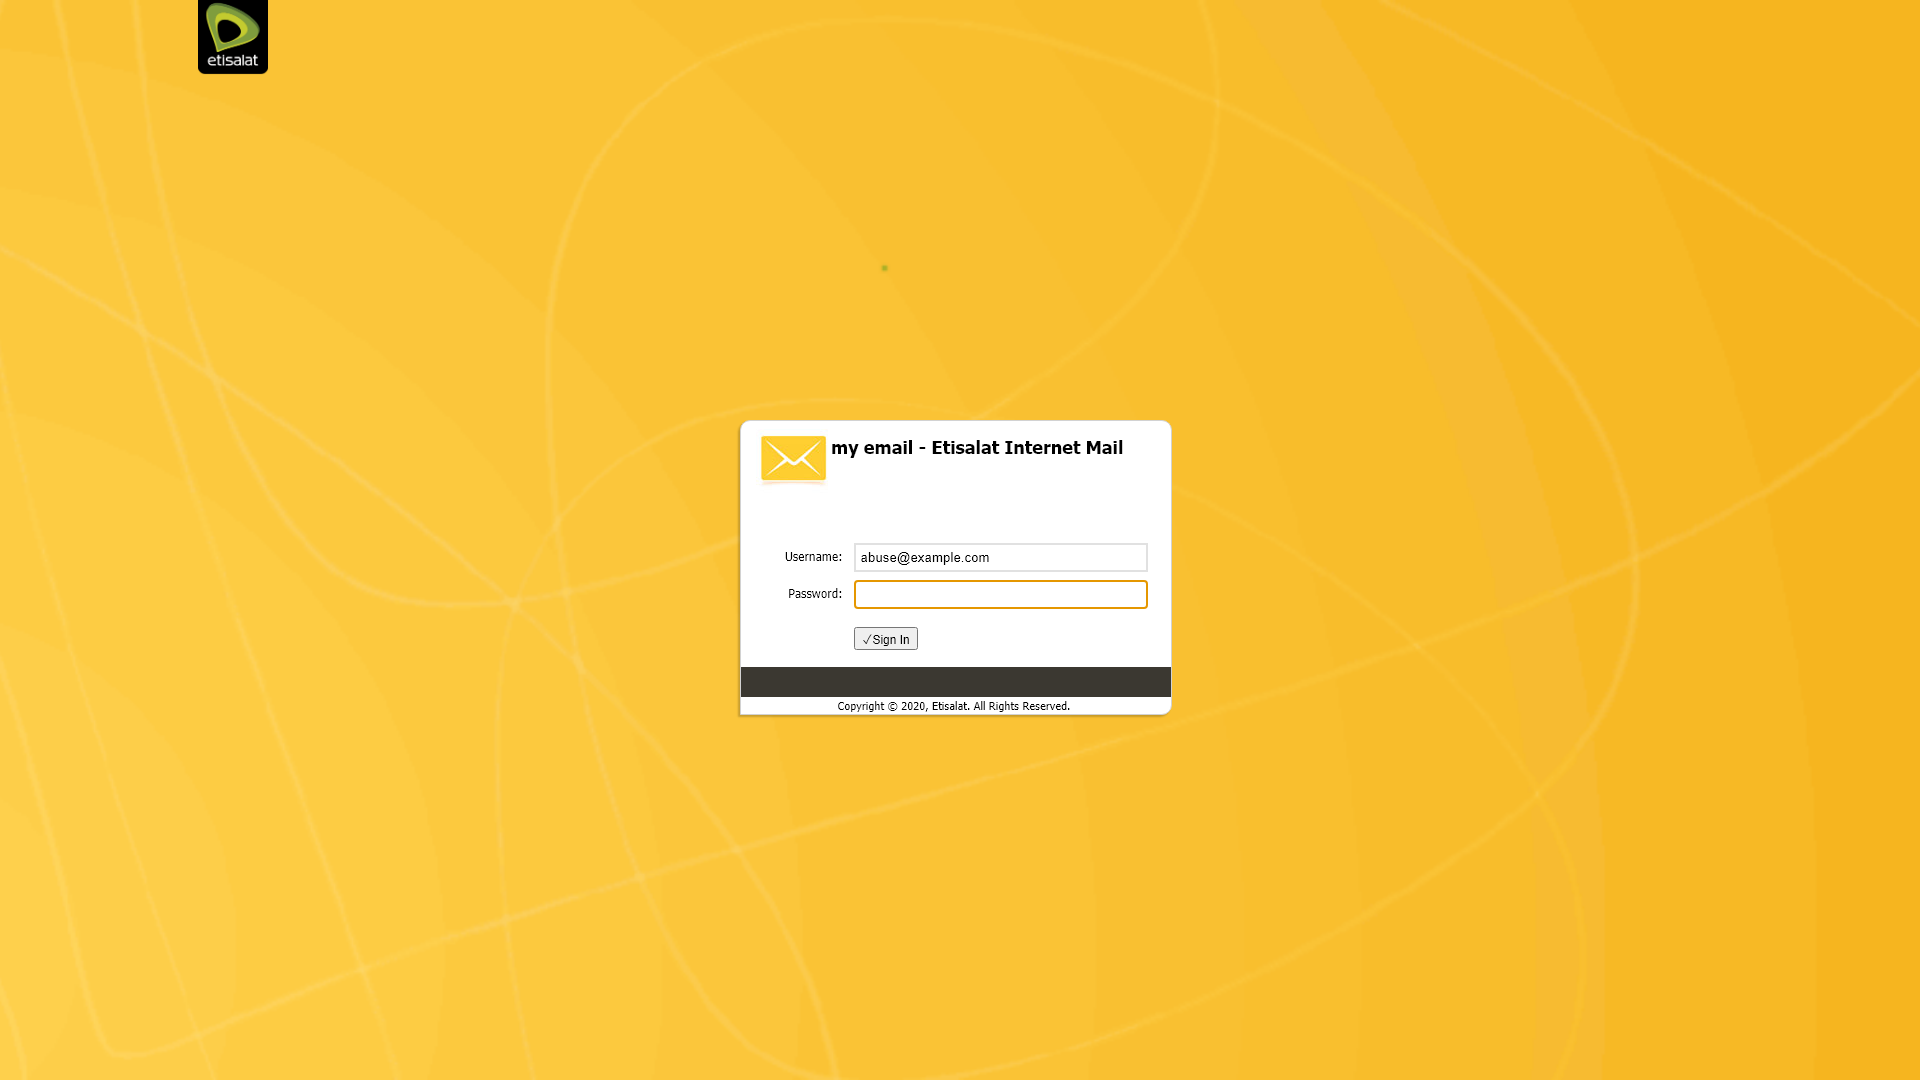 etisalat
my email - Etisalat Internet Mail
Username: abuse@example.com
Password:
✓Sign In
Copyright © 2020, Etisalat. All Rights Reserved.